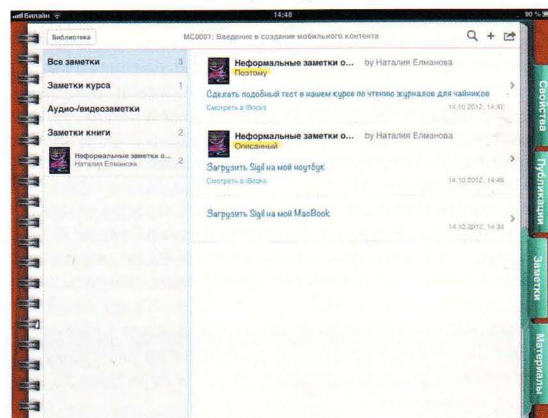 Билайн
14:48
90 %
Библиотека
МС0001: Введение в создание мобильного контента
Все заметки 3
Заметки курса 1
Аудио-/видеозаметки
Заметки книги 2
Неформальные заметки о... 2
Наталия Елманова
Неформальные заметки о... by Наталия Елманова
Поэтому
Сделать подобный тест в нашем курсе по чтению журналов для чайников
Смотреть в iBooks 14.10.2012, 14:47
Неформальные заметки о... by Наталия Елманова
Описанный
Загрузить Sigil на мой ноутбук
Смотреть в iBooks 14.10.2012, 14:46
Загрузить Sigil на мой MacBook
14.10.2012, 14:34
Свойства
Публикации
Заметки
Материалы